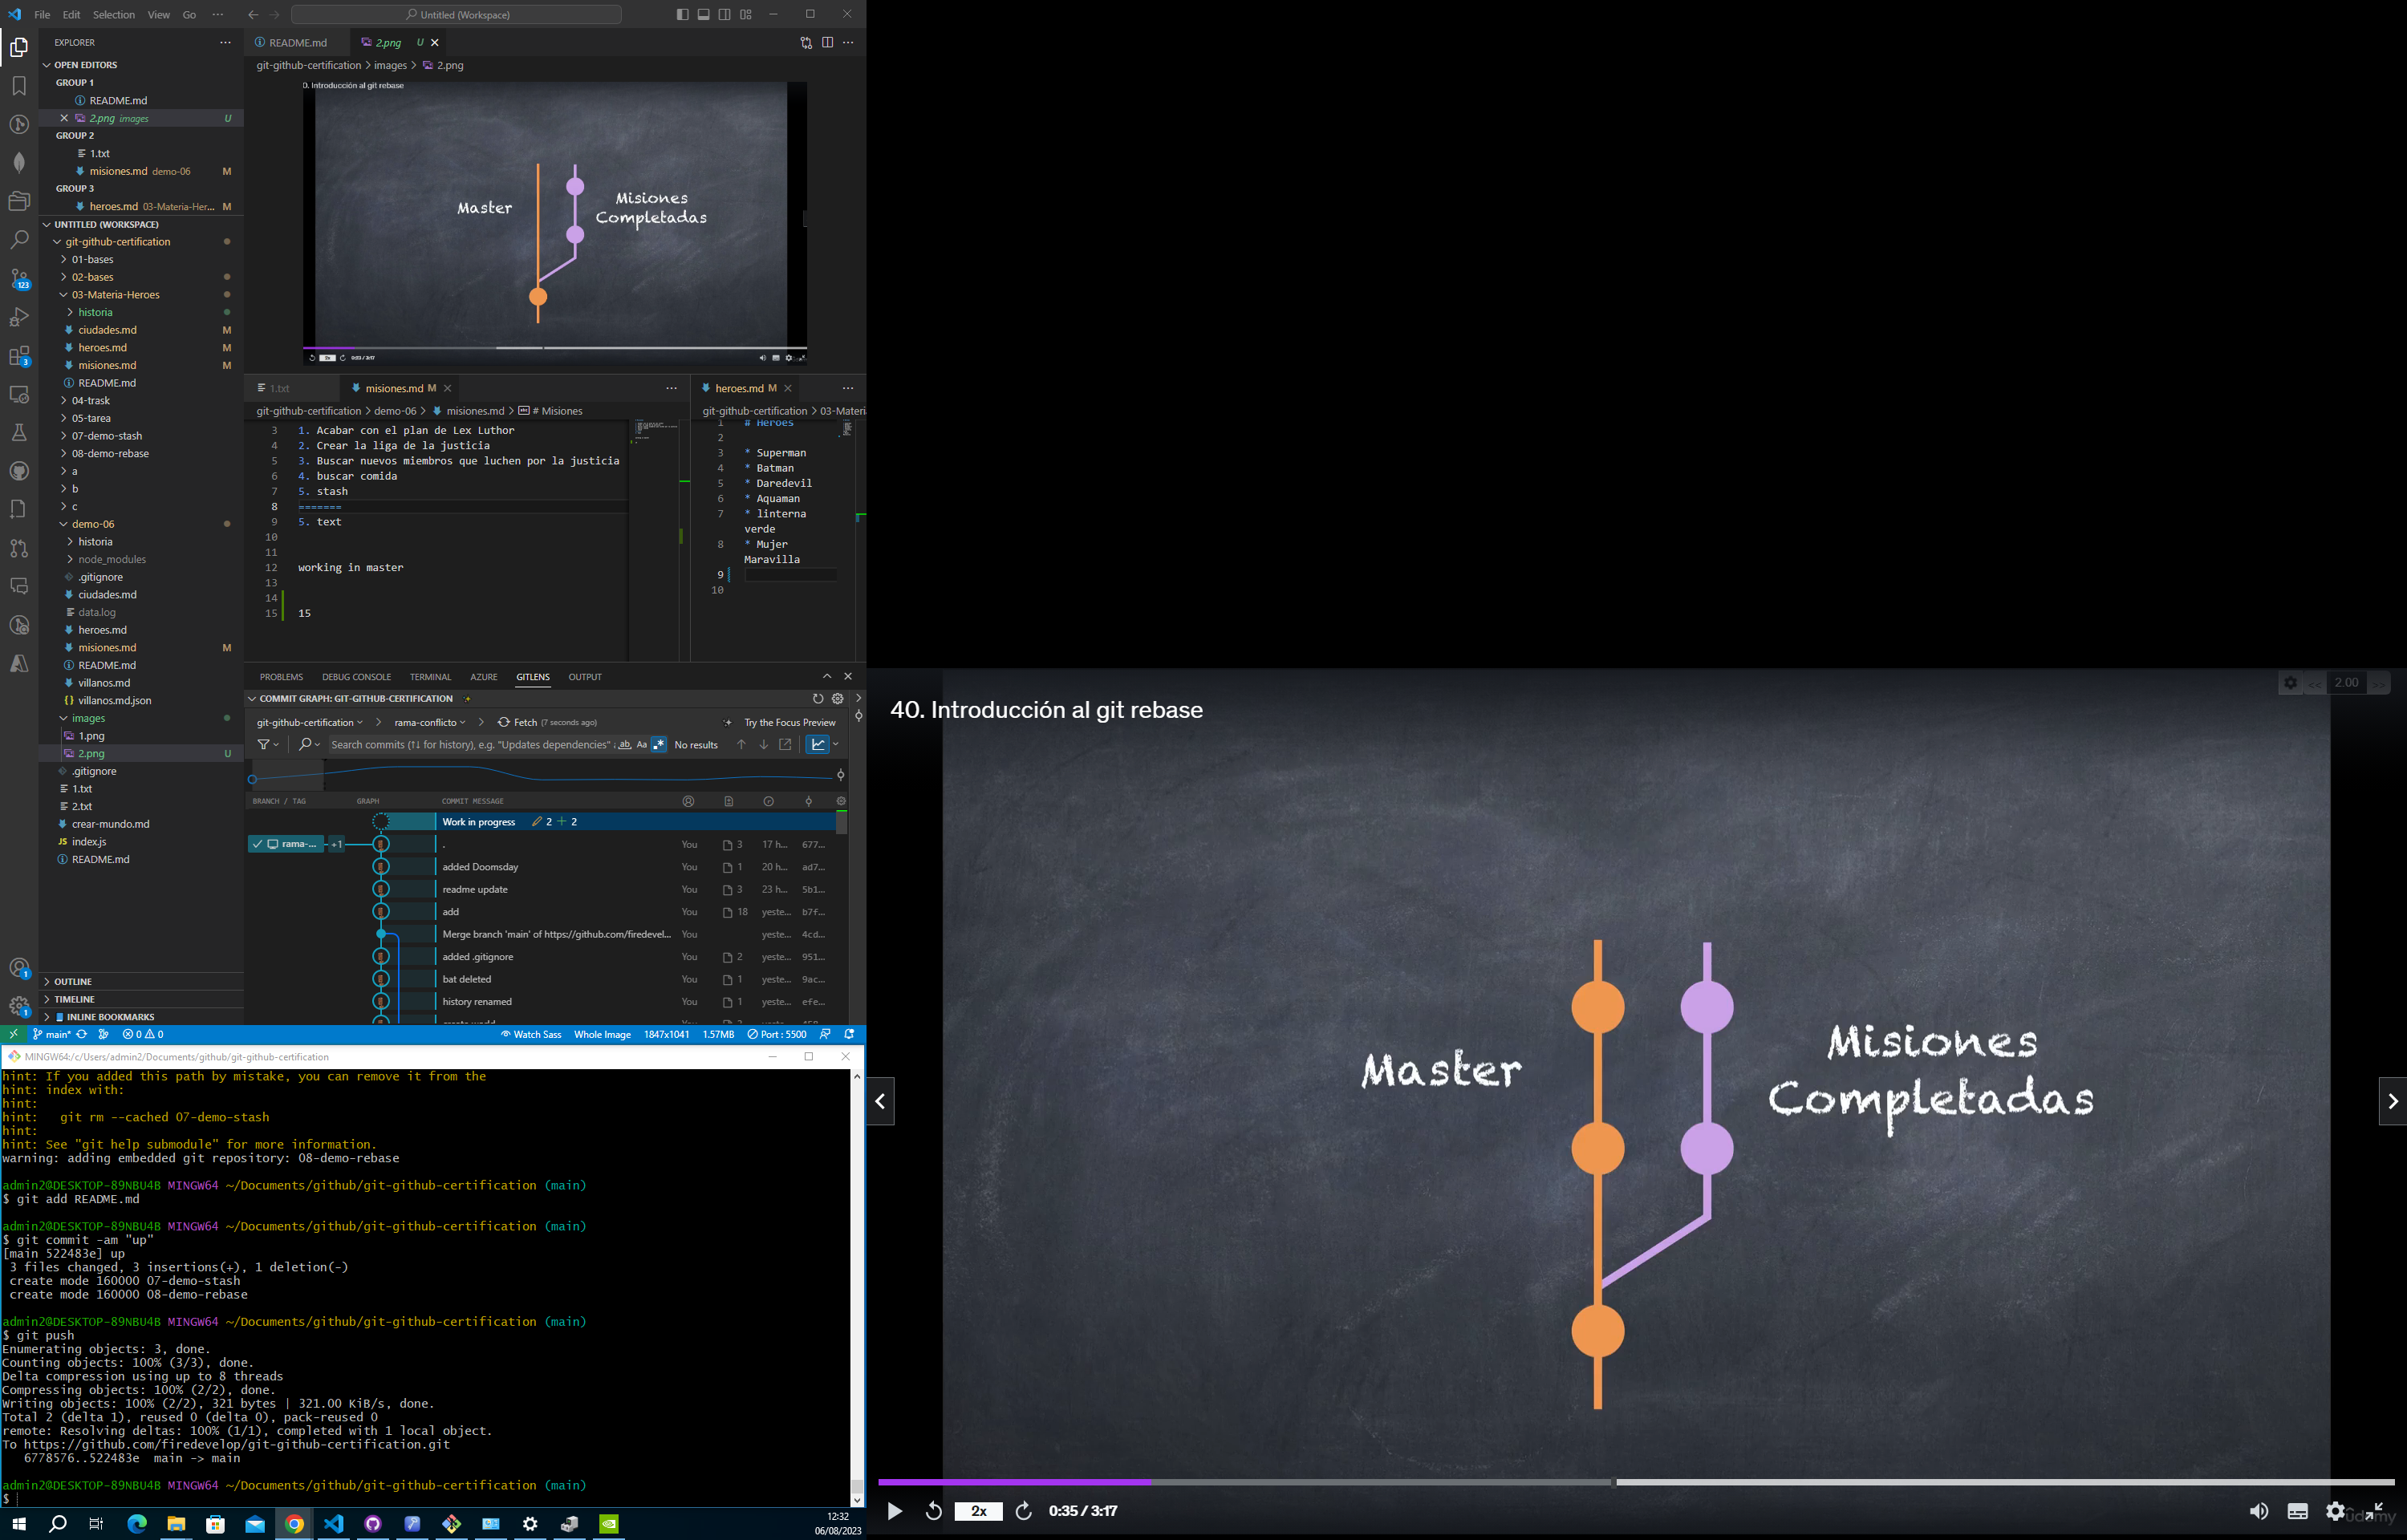 File Edit Selection View Go ··· Untitled (Workspace)
EXPLORER
OPEN EDITORS
GROUP 1
README.md
2.png images U
GROUP 2
1.txt
misiones.md demo-06 M
GROUP 3
heroes.md 03-Materia-Her... M
UNTITLED (WORKSPACE)
git-github-certification
01-bases
02-bases
03-Materia-Heroes
historia
ciudades.md M
heroes.md M
misiones.md M
README.md
04-trask
05-tarea
07-demo-stash
08-demo-rebase
a
b
c
demo-06
historia
node_modules
.gitignore
ciudades.md
data.log
heroes.md
misiones.md M
README.md
villanos.md
villanos.md.json
images
1.png
2.png U
.gitignore
1.txt
2.txt
crear-mundo.md
JS index.js
README.md
OUTLINE
TIMELINE
INLINE BOOKMARKS
123
3
1
1
README.md 2.png U
git-github-certification > images > 2.png
0. Introducción al git rebase
Master
Misiones
Completadas
2x 0:03 / 3:17
1.txt misiones.md M
git-github-certification > demo-06 > misiones.md > # Misiones
3 1. Acabar con el plan de Lex Luthor
4 2. Crear la liga de la justicia
5 3. Buscar nuevos miembros que luchen por la justicia
6 4. buscar comida
7 5. stash
8 =======
9 5. text
10
11
12 working in master
13
14
15 15
heroes.md M
git-github-certification > 03-Materi
1 # Heroes
2
3 * Superman
4 * Batman
5 * Daredevil
6 * Aquaman
7 * linterna
verde
8 * Mujer
Maravilla
9
10
PROBLEMS DEBUG CONSOLE TERMINAL AZURE GITLENS OUTPUT
COMMIT GRAPH: GIT-GITHUB-CERTIFICATION
git-github-certification > rama-conflicto > Fetch (7 seconds ago) Try the Focus Preview
Search commits (↑↓ for history), e.g. "Updates dependencies" ab, Aa .* No results
BRANCH / TAG GRAPH COMMIT MESSAGE
Work in progress 2 + 2
rama-... +1 . You 3 17 h... 677...
added Doomsday You 1 20 h... ad7...
readme update You 3 23 h... 5b1...
add You 18 yeste... b7f...
Merge branch 'main' of https://github.com/firedevel... You yeste... 4cd...
added .gitignore You 2 yeste... 951...
bat deleted You 1 yeste... 9ac...
history renamed You 1 yeste... efe...
main* 0 0 Watch Sass Whole Image 1847x1041 1.57MB Port : 5500
MINGW64:/c/Users/admin2/Documents/github/git-github-certification
hint: If you added this path by mistake, you can remove it from the
hint: index with:
hint:
hint: git rm --cached 07-demo-stash
hint:
hint: See "git help submodule" for more information.
warning: adding embedded git repository: 08-demo-rebase
admin2@DESKTOP-89NBU4B MINGW64 ~/Documents/github/git-github-certification (main)
$ git add README.md
admin2@DESKTOP-89NBU4B MINGW64 ~/Documents/github/git-github-certification (main)
$ git commit -am "up"
[main 522483e] up
3 files changed, 3 insertions(+), 1 deletion(-)
create mode 160000 07-demo-stash
create mode 160000 08-demo-rebase
admin2@DESKTOP-89NBU4B MINGW64 ~/Documents/github/git-github-certification (main)
$ git push
Enumerating objects: 3, done.
Counting objects: 100% (3/3), done.
Delta compression using up to 8 threads
Compressing objects: 100% (2/2), done.
Writing objects: 100% (2/2), 321 bytes | 321.00 KiB/s, done.
Total 2 (delta 1), reused 0 (delta 0), pack-reused 0
remote: Resolving deltas: 100% (1/1), completed with 1 local object.
To https://github.com/firedevelop/git-github-certification.git
6778576..522483e main -> main
admin2@DESKTOP-89NBU4B MINGW64 ~/Documents/github/git-github-certification (main)
$
12:32
06/08/2023
<< 2.00 >>
40. Introducción al git rebase
Master
Misiones
Completadas
2x 0:35 / 3:17
ûdemy